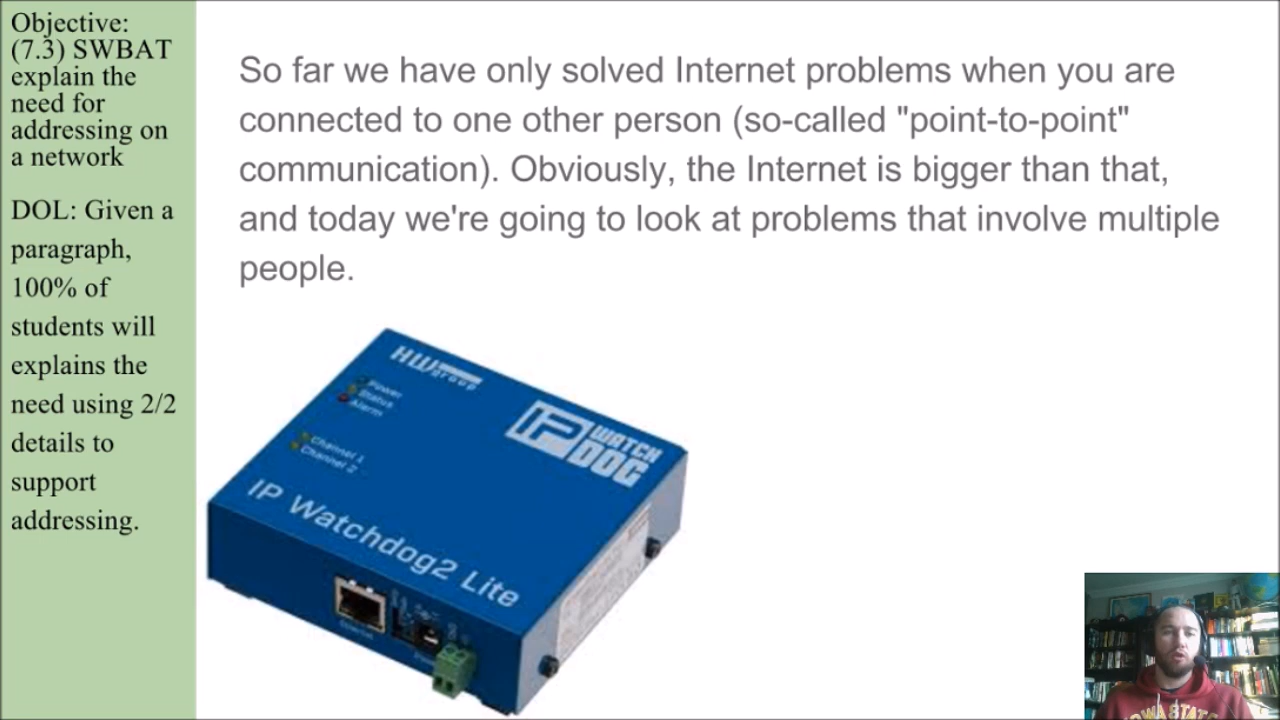 Objective:
(7.3) SWBAT
explain the
need for
addressing on
a network
DOL: Given a
paragraph,
100% of
students will
explains the
need using 2/2
details to
support
addressing.
So far we have only solved Internet problems when you are
connected to one other person (so-called "point-to-point"
communication). Obviously, the Internet is bigger than that,
and today we're going to look at problems that involve multiple
people.
HW group
Power
Status
Alarm
IP WATCH
DOG
Channel 1
Channel 2
IP Watchdog2 Lite
Ethernet